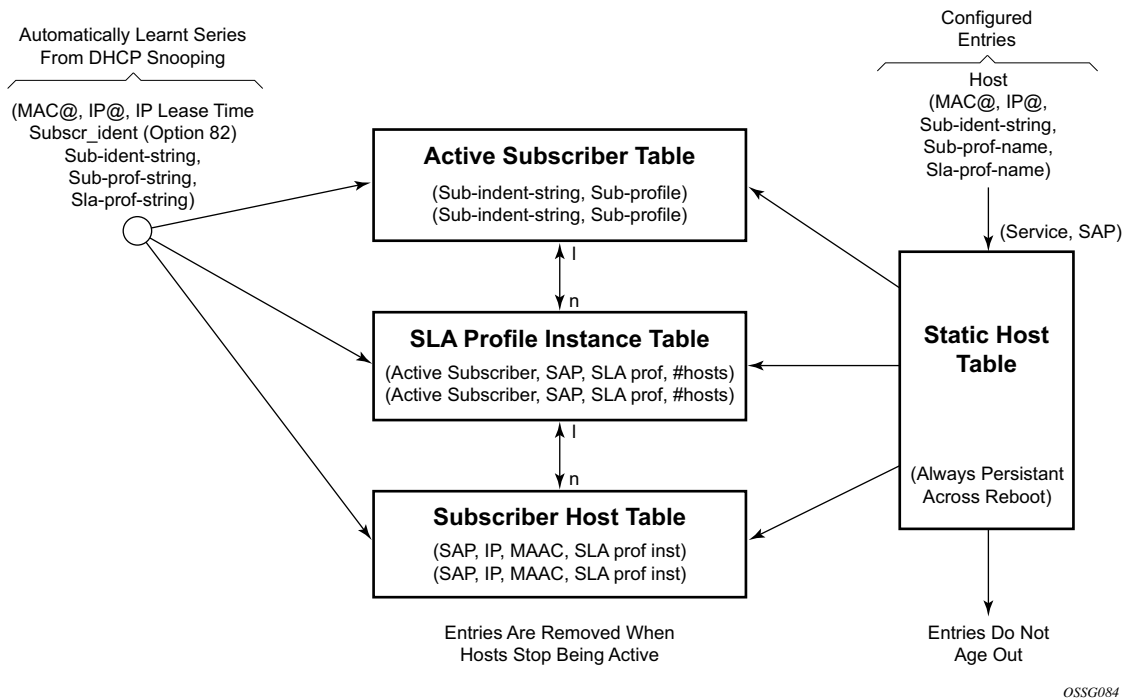 Automatically Learnt Series
From DHCP Snooping
(MAC@, IP@, IP Lease Time
Subscr_ident (Option 82)
Sub-ident-string,
Sub-prof-string,
Sla-prof-string)
Active Subscriber Table
(Sub-indent-string, Sub-profile)
(Sub-indent-string, Sub-profile)
l
n
SLA Profile Instance Table
(Active Subscriber, SAP, SLA prof, #hosts)
(Active Subscriber, SAP, SLA prof, #hosts)
l
n
Subscriber Host Table
(SAP, IP, MAAC, SLA prof inst)
(SAP, IP, MAAC, SLA prof inst)
Entries Are Removed When
Hosts Stop Being Active
Configured
Entries
Host
(MAC@, IP@,
Sub-ident-string,
Sub-prof-name,
Sla-prof-name)
(Service, SAP)
Static Host
Table
(Always Persistant
Across Reboot)
Entries Do Not
Age Out
OSSG084